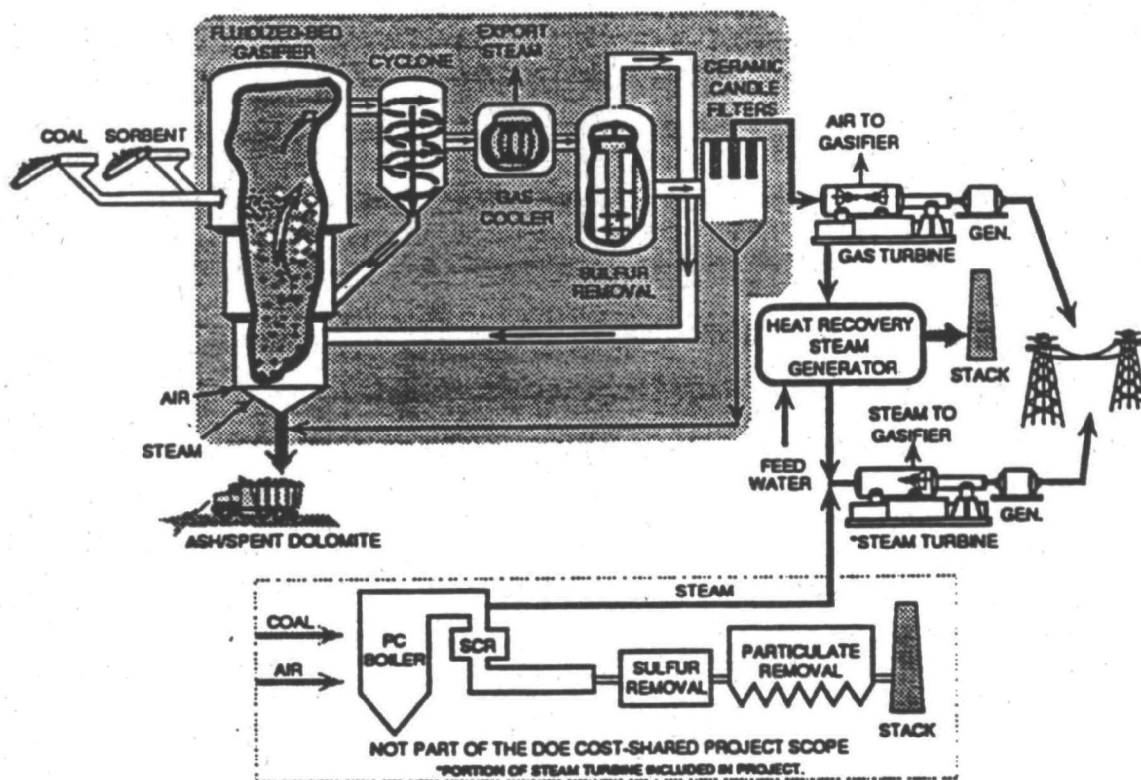 FLUIDIZED-BED
GASIFIER
EXPORT
STEAM
CYCLONE
CERAMIC
CANDLE
FILTERS
COAL
SORBENT
AIR TO
GASIFIER
GAS
COOLER
SULFUR
REMOVAL
GEN.
GAS TURBINE
HEAT RECOVERY
STEAM
GENERATOR
STACK
AIR
STEAM
STEAM TO
GASIFIER
FEED
WATER
GEN.
*STEAM TURBINE
ASH/SPENT DOLOMITE
STEAM
COAL
PC
BOILER
SCR
AIR
SULFUR
REMOVAL
PARTICULATE
REMOVAL
STACK
NOT PART OF THE DOE COST-SHARED PROJECT SCOPE
*PORTION OF STEAM TURBINE INCLUDED IN PROJECT.